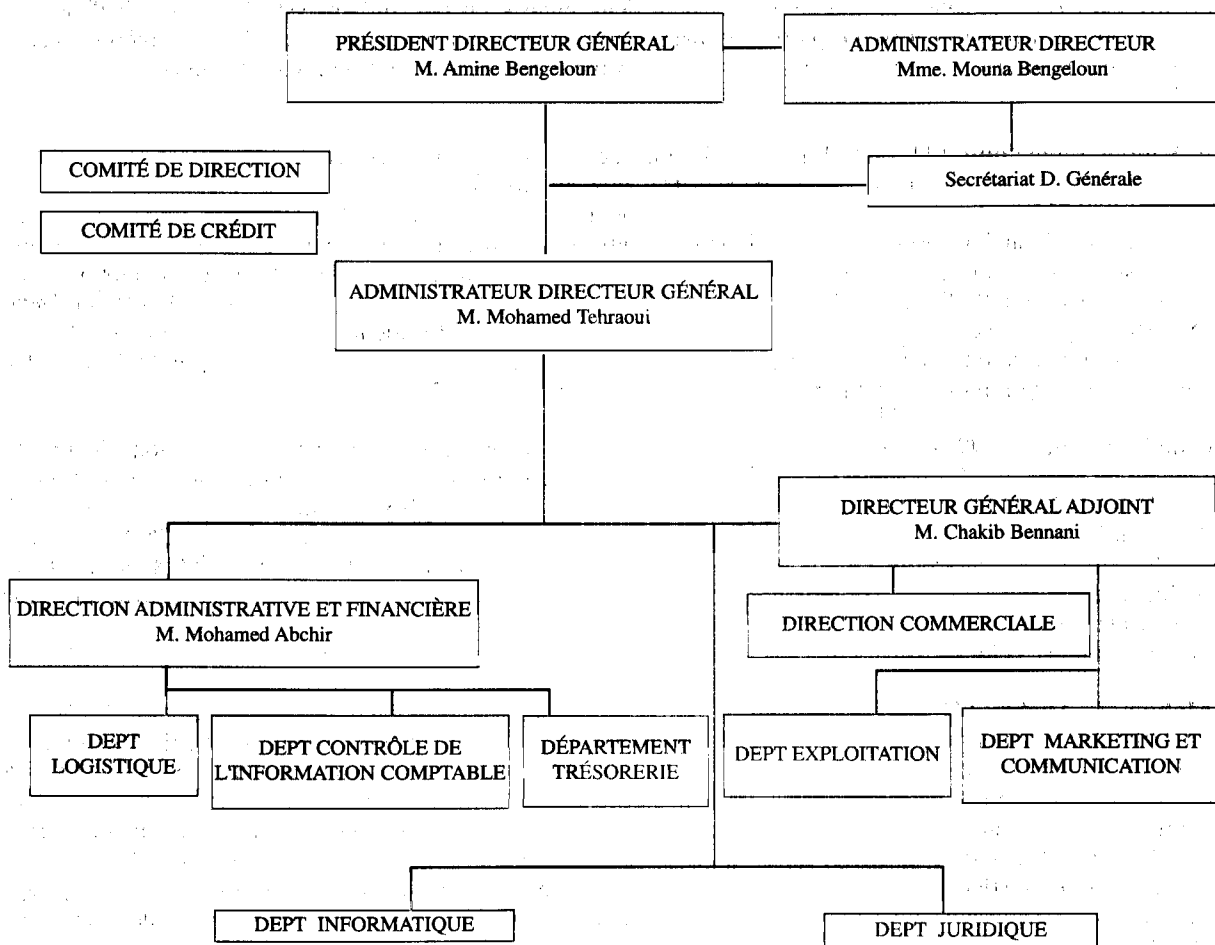 PRÉSIDENT DIRECTEUR GÉNÉRAL
M. Amine Bengeloun
ADMINISTRATEUR DIRECTEUR
Mme. Mouna Bengeloun
COMITÉ DE DIRECTION
Secrétariat D. Générale
COMITÉ DE CRÉDIT
ADMINISTRATEUR DIRECTEUR GÉNÉRAL
M. Mohamed Tehraoui
DIRECTEUR GÉNÉRAL ADJOINT
M. Chakib Bennani
DIRECTION ADMINISTRATIVE ET FINANCIÈRE
M. Mohamed Abchir
DIRECTION COMMERCIALE
DEPT
LOGISTIQUE
DEPT CONTRÔLE DE
L'INFORMATION COMPTABLE
DÉPARTEMENT
TRÉSORERIE
DEPT EXPLOITATION
DEPT MARKETING ET
COMMUNICATION
DEPT INFORMATIQUE
DEPT JURIDIQUE